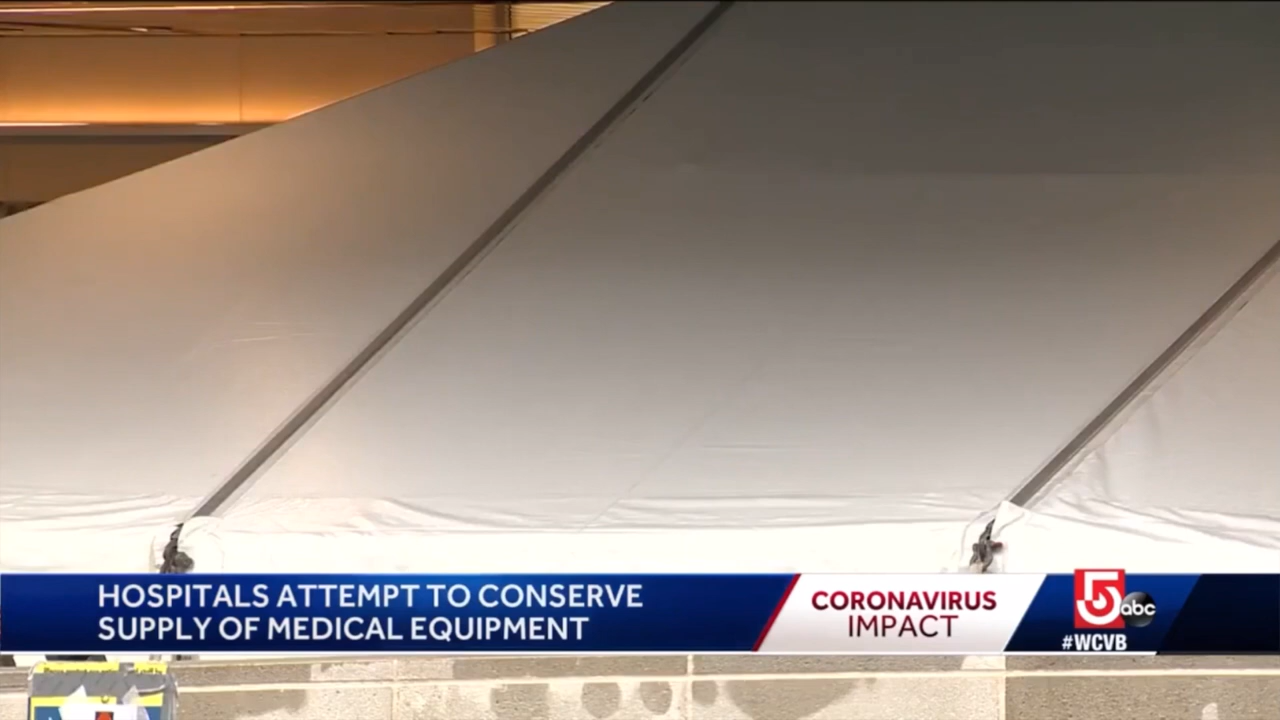 HOSPITALS ATTEMPT TO CONSERVE
SUPPLY OF MEDICAL EQUIPMENT
CORONAVIRUS
IMPACT
5
abc
#WCVB